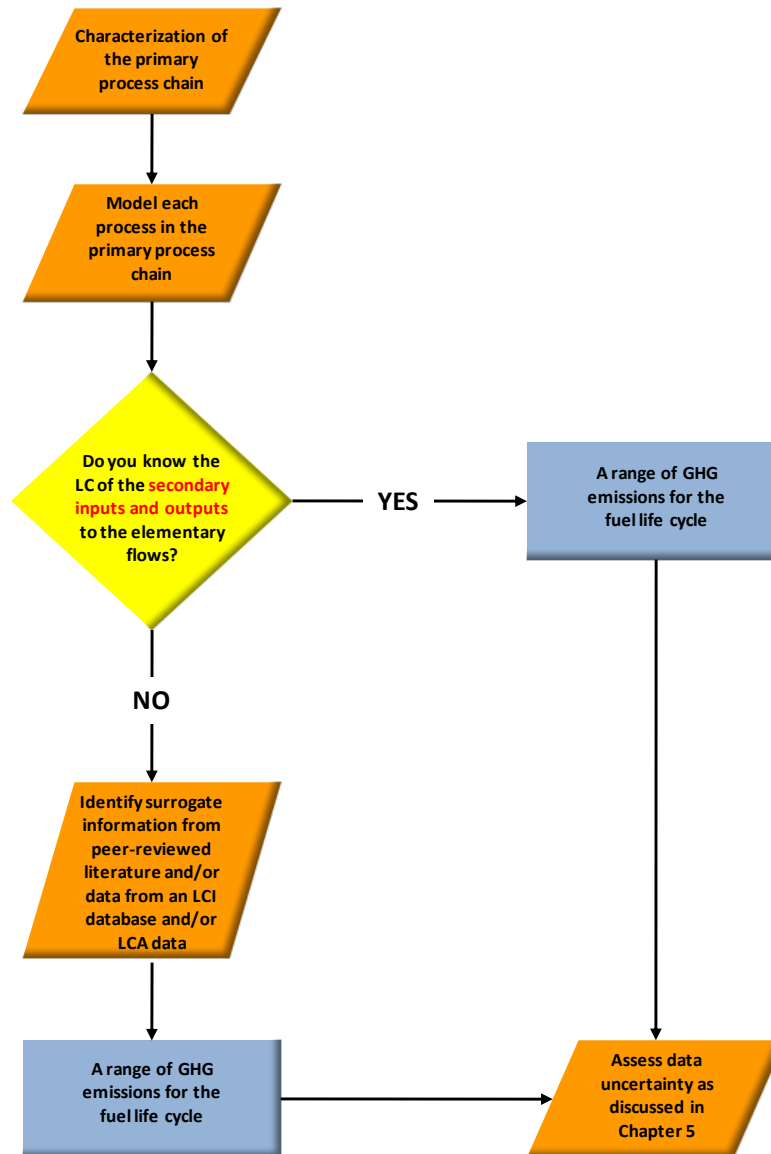 Characterization of
the primary
process chain
Model each
process in the
primary process
chain
Do you know the
LC of the secondary
inputs and outputs
to the elementary
flows?
YES
A range of GHG
emissions for the
fuel life cycle
NO
Identify surrogate
information from
peer-reviewed
literature and/or
data from an LCI
database and/or
LCA data
A range of GHG
emissions for the
fuel life cycle
Assess data
uncertainty as
discussed in
Chapter 5